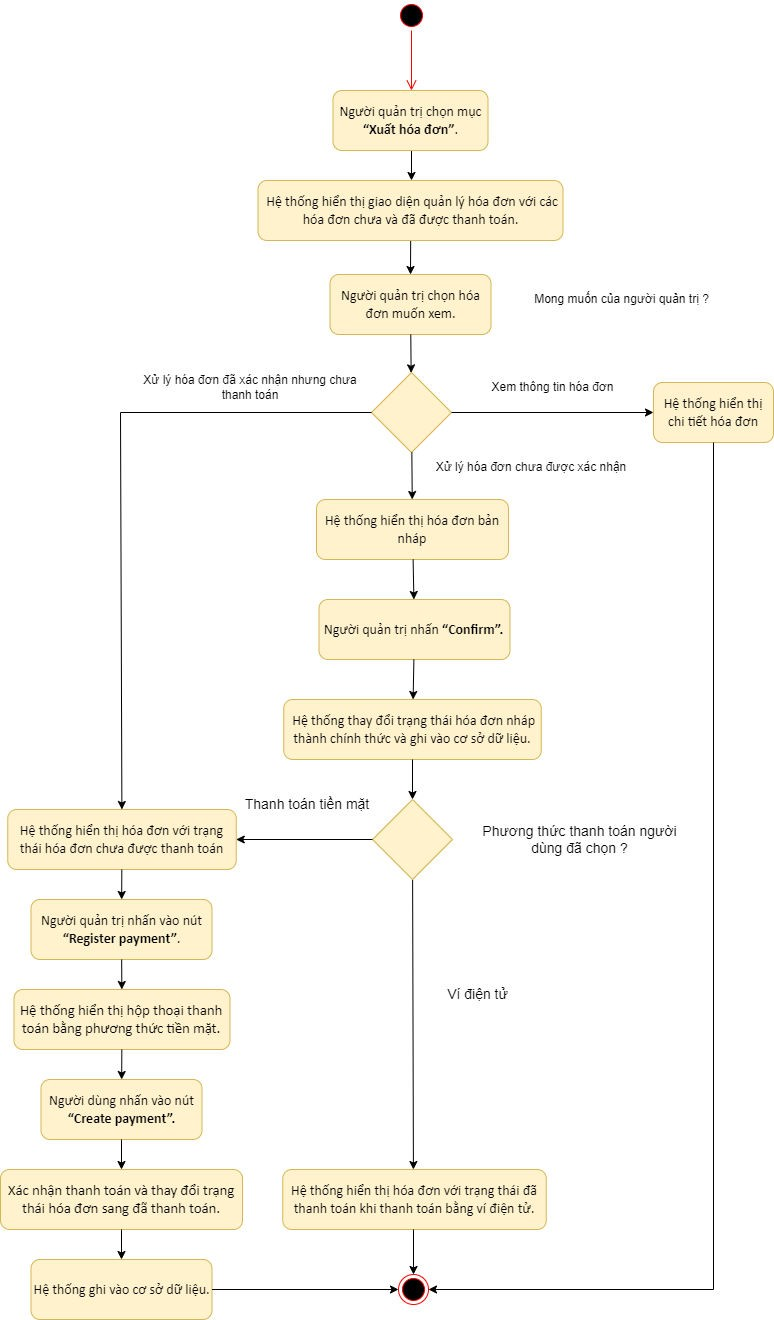 Người quản trị chọn mục
“Xuất hóa đơn”.
Hệ thống hiển thị giao diện quản lý hóa đơn với các
hóa đơn chưa và đã được thanh toán.
Người quản trị chọn hóa
đơn muốn xem.
Mong muốn của người quản trị ?
Xử lý hóa đơn đã xác nhận nhưng chưa
thanh toán
Xem thông tin hóa đơn
Hệ thống hiển thị
chi tiết hóa đơn
Xử lý hóa đơn chưa được xác nhận
Hệ thống hiển thị hóa đơn bản
nháp
Người quản trị nhấn “Confirm”.
Hệ thống thay đổi trạng thái hóa đơn nháp
thành chính thức và ghi vào cơ sở dữ liệu.
Thanh toán tiền mặt
Phương thức thanh toán người
dùng đã chọn ?
Hệ thống hiển thị hóa đơn với trạng
thái hóa đơn chưa được thanh toán
Người quản trị nhấn vào nút
“Register payment”.
Ví điện tử
Hệ thống hiển thị hộp thoại thanh
toán bằng phương thức tiền mặt.
Người dùng nhấn vào nút
“Create payment”.
Xác nhận thanh toán và thay đổi trạng
thái hóa đơn sang đã thanh toán.
Hệ thống hiển thị hóa đơn với trạng thái đã
thanh toán khi thanh toán bằng ví điện tử.
Hệ thống ghi vào cơ sở dữ liệu.